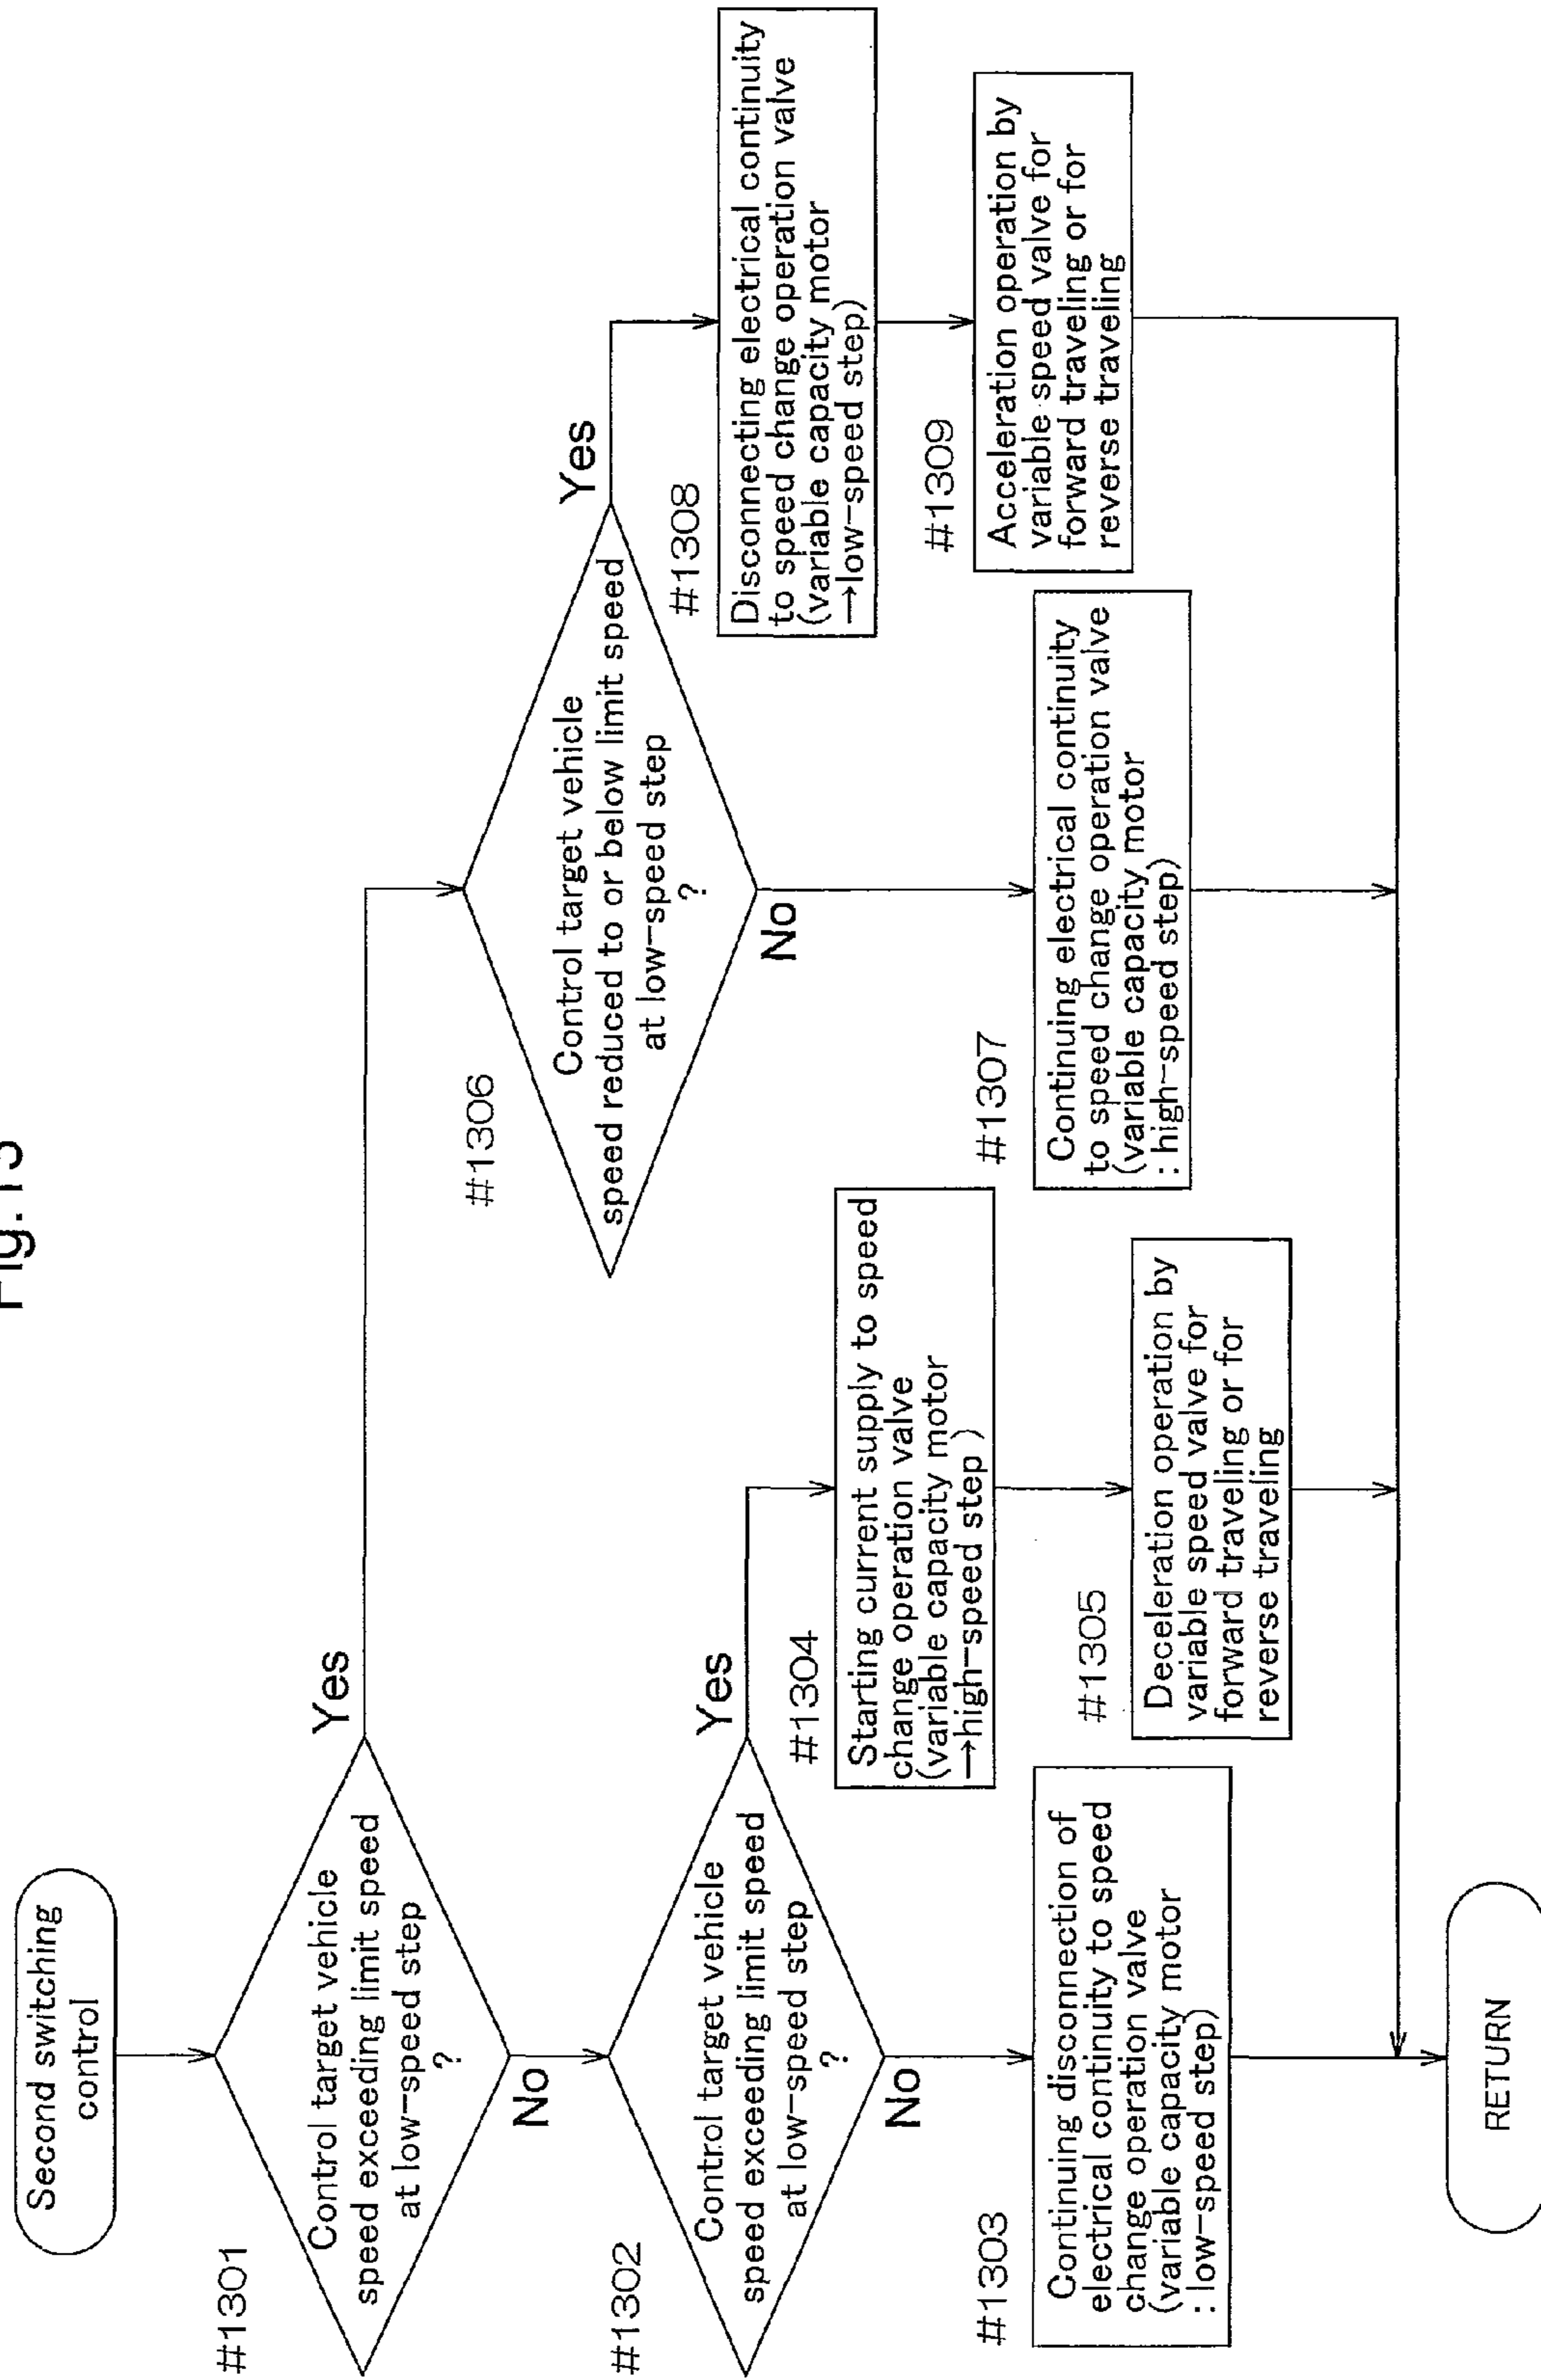 Fig.13
Second switching
control
#1301
Control target vehicle
speed exceeding limit speed
at low-speed step
?
Yes
No
#1302
Control target vehicle
speed exceeding limit speed
at low-speed step
?
Yes
No
#1303
Continuing disconnection of
electrical continuity to speed
change operation valve
(variable capacity motor
: low-speed step)
#1304
Starting current supply to speed
change operation valve
(variable capacity motor
→high-speed step )
#1305
Deceleration operation by
variable speed valve for
forward traveling or for
reverse traveling
#1306
Control target vehicle
speed reduced to or below limit speed
at low-speed step
?
Yes
No
#1307
Continuing electrical continuity
to speed change operation valve
(variable capacity motor
: high-speed step)
#1308
Disconnecting electrical continuity
to speed change operation valve
(variable capacity motor
→low-speed step)
#1309
Acceleration operation by
variable speed valve for
forward traveling or for
reverse traveling
RETURN